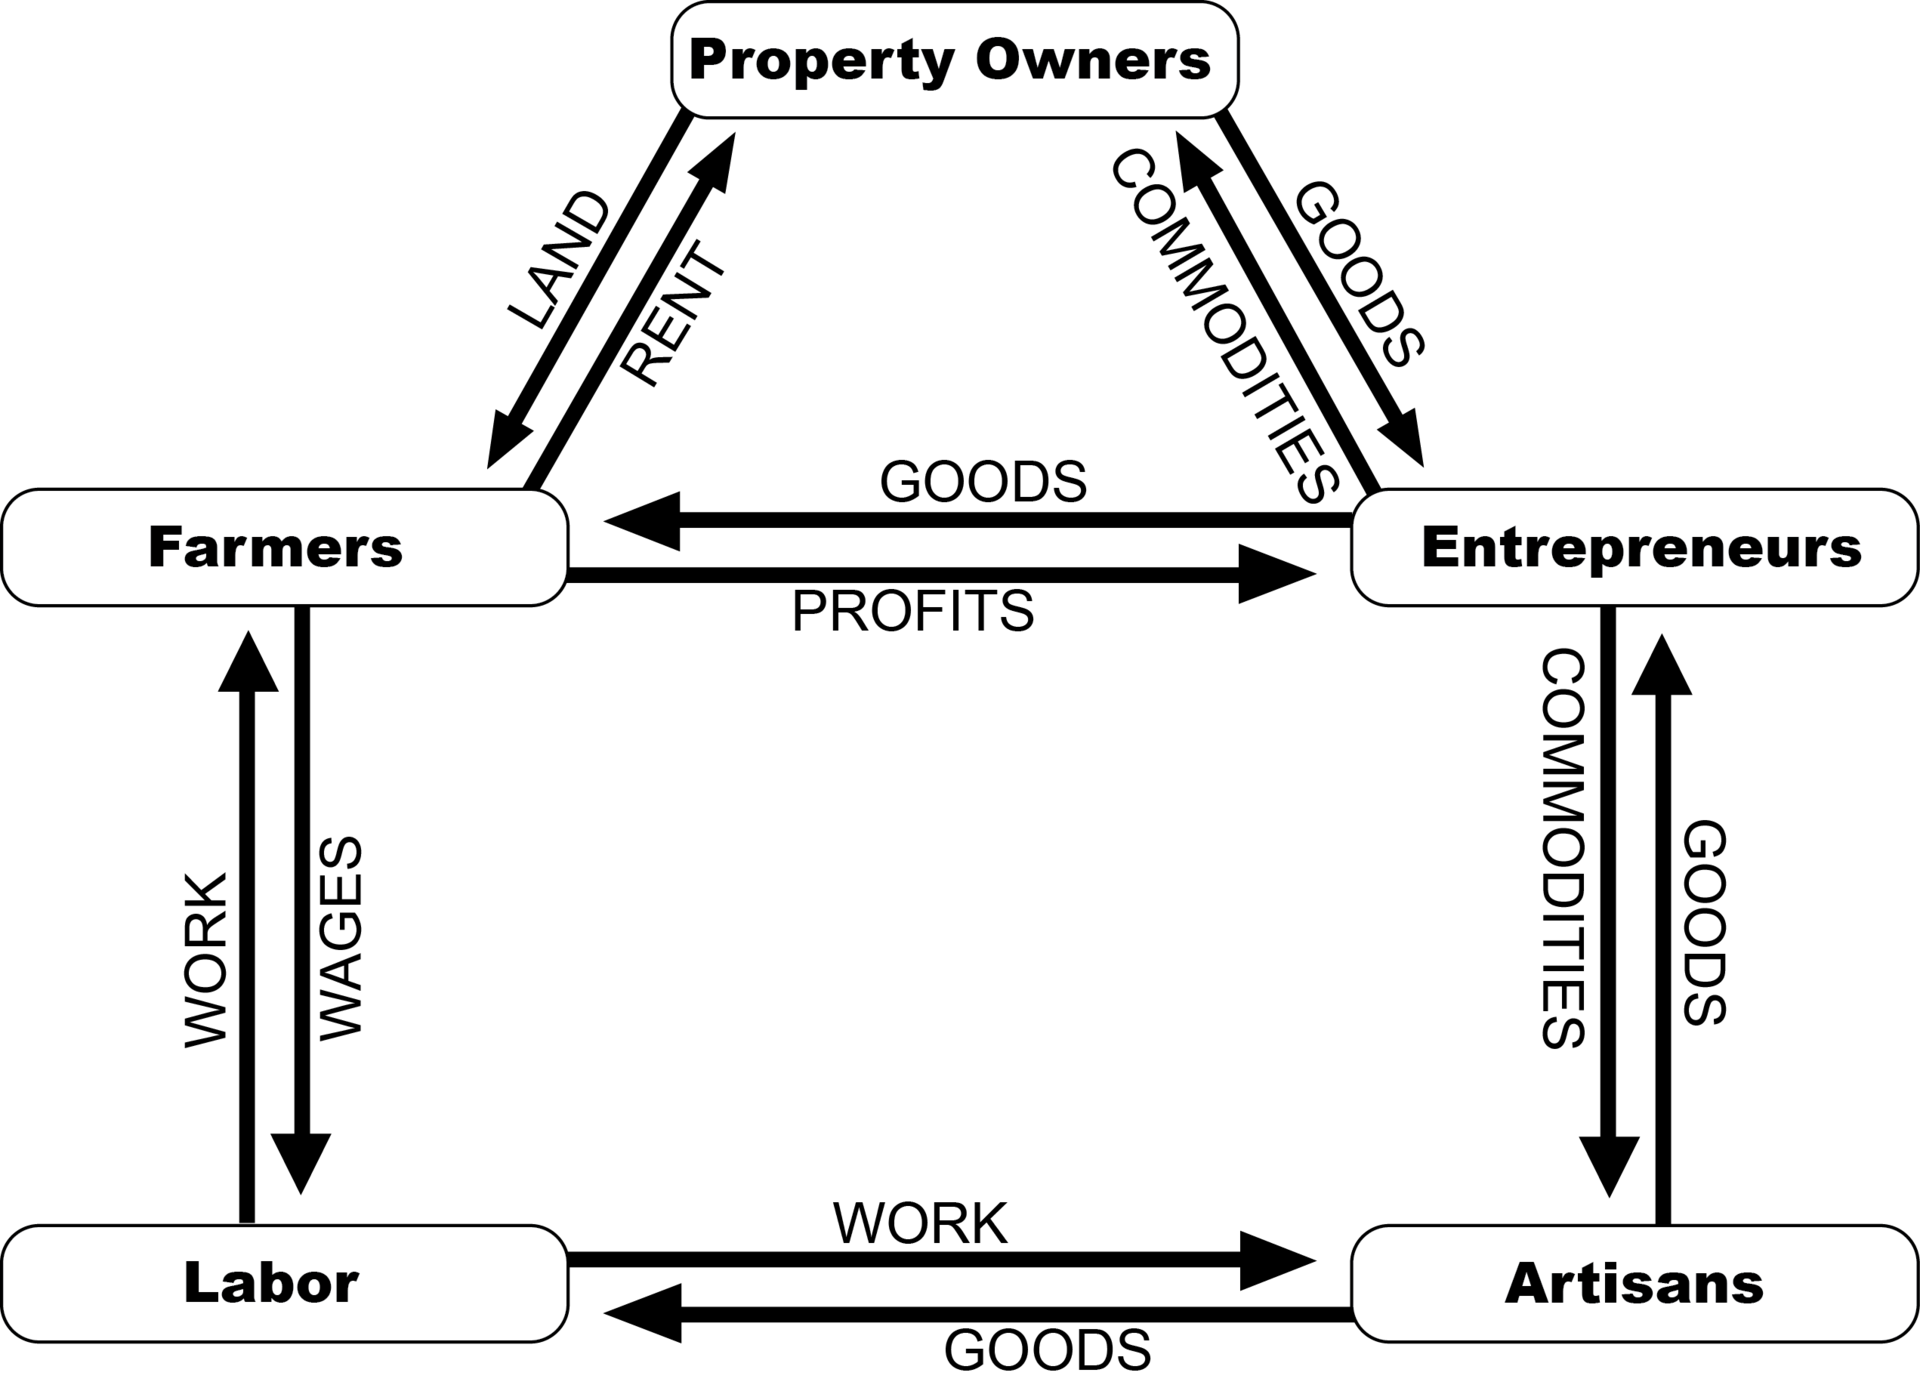 Property Owners
LAND
RENT
COMMODITIES
GOODS
GOODS
Farmers
Entrepreneurs
PROFITS
WORK
WAGES
COMMODITIES
GOODS
WORK
Labor
Artisans
GOODS